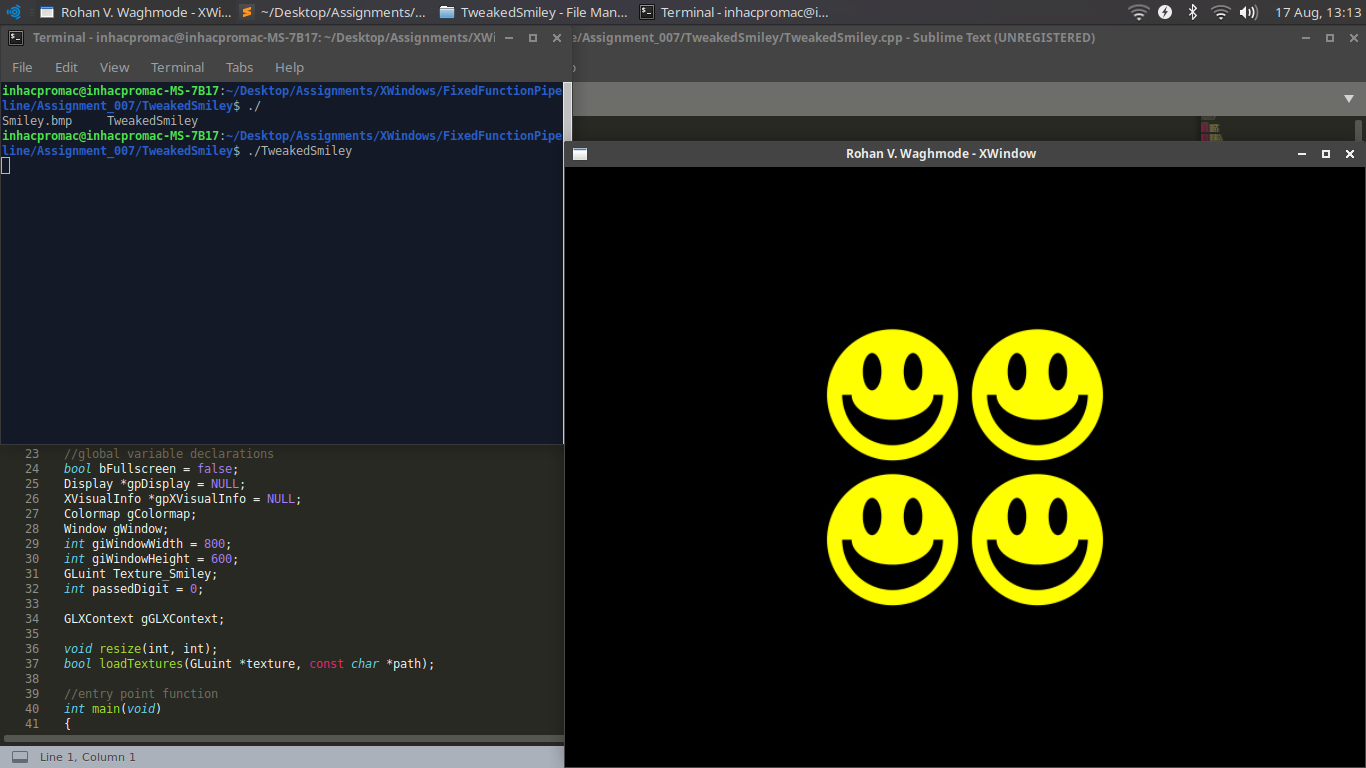 Rohan V. Waghmode - XWi... ~/Desktop/Assignments/... TweakedSmiley - File Man... Terminal - inhacpromac@i... 17 Aug, 13:13
Terminal - inhacpromac@inhacpromac-MS-7B17: ~/Desktop/Assignments/XWi
e/Assignment_007/TweakedSmiley/TweakedSmiley.cpp - Sublime Text (UNREGISTERED)
File Edit View Terminal Tabs Help
inhacpromac@inhacpromac-MS-7B17:~/Desktop/Assignments/XWindows/FixedFunctionPipe
line/Assignment_007/TweakedSmiley$ ./
Smiley.bmp TweakedSmiley
inhacpromac@inhacpromac-MS-7B17:~/Desktop/Assignments/XWindows/FixedFunctionPipe
line/Assignment_007/TweakedSmiley$ ./TweakedSmiley
Rohan V. Waghmode - XWindow
23 //global variable declarations
24 bool bFullscreen = false;
25 Display *gpDisplay = NULL;
26 XVisualInfo *gpXVisualInfo = NULL;
27 Colormap gColormap;
28 Window gWindow;
29 int giWindowWidth = 800;
30 int giWindowHeight = 600;
31 GLuint Texture_Smiley;
32 int passedDigit = 0;
33
34 GLXContext gGLXContext;
35
36 void resize(int, int);
37 bool loadTextures(GLuint *texture, const char *path);
38
39 //entry point function
40 int main(void)
41 {
Line 1, Column 1